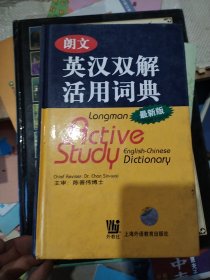 朗文
英汉双解
活用词典
最新版
Longman
Active
Study
English-Chinese
Dictionary
Chief Adviser: Dr. Chan Sinwai
主审：陈善伟博士
外教社
上海外语教育出版社